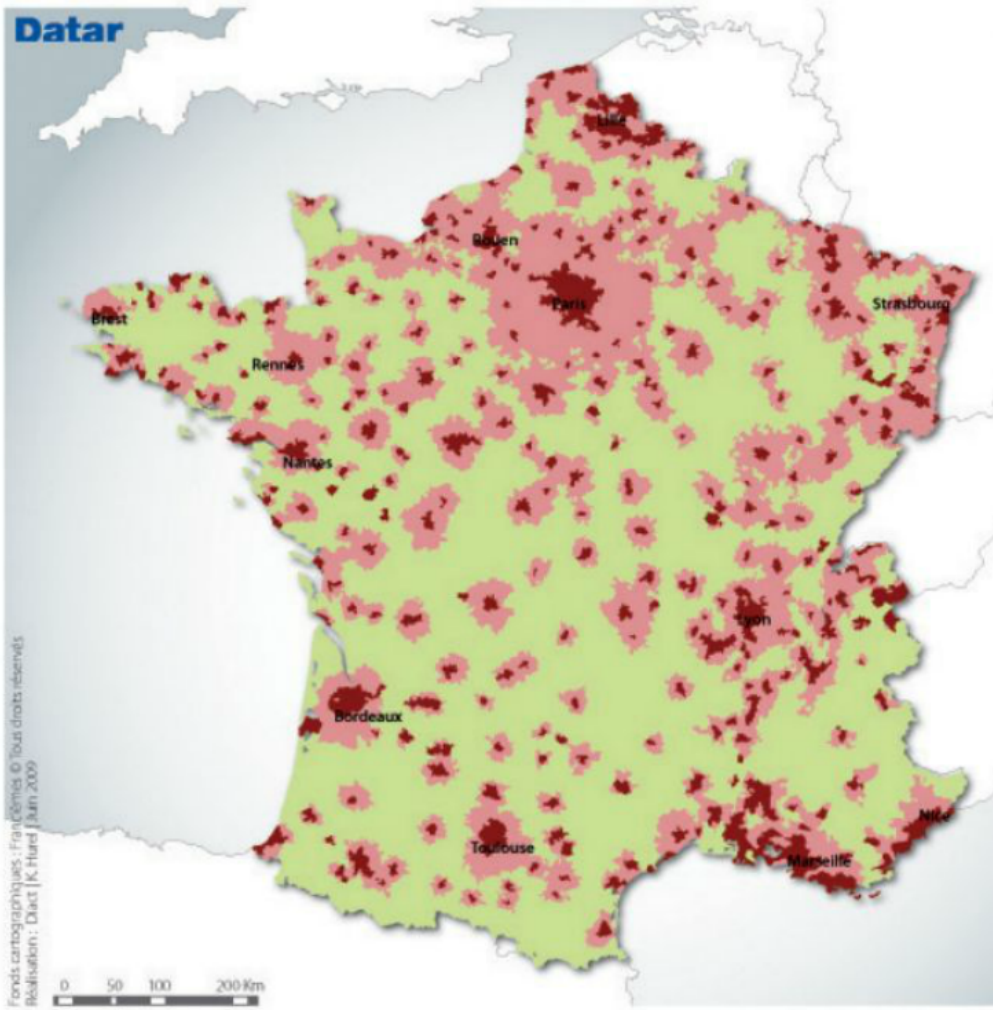 Datar
Lille
Rouen
Paris
Strasbourg
Brest
Rennes
Nantes
Lyon
Bordeaux
Nice
Toulouse
Marseille
Fonds cartographiques : Francièmes © Tous droits réservés
Réalisation : Diact | K. Hurel | Juin 2009
0 50 100 200 Km